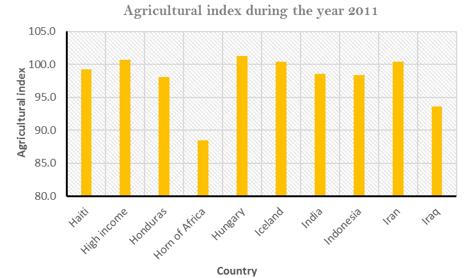 Agricultural index during the year 2011
Agricultural index
105.0
100.0
95.0
90.0
85.0
80.0
Haiti
High income
Honduras
Horn of Africa
Hungary
Iceland
India
Indonesia
Iran
Iraq
Country